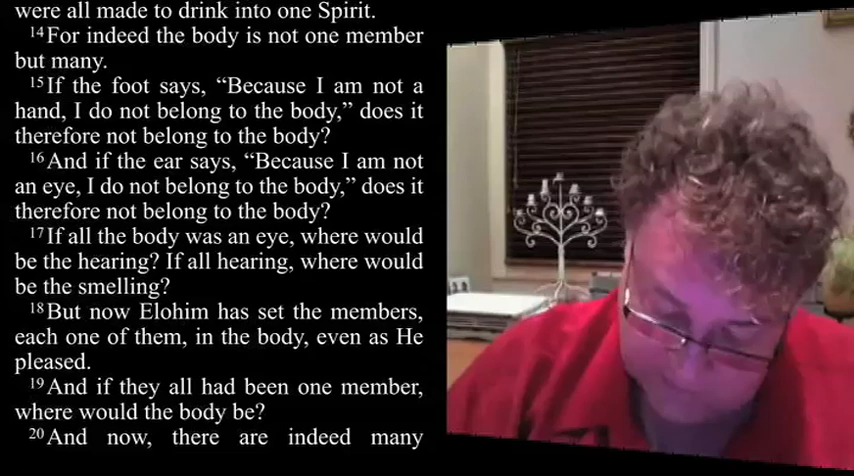 were all made to drink into one Spirit.
14For indeed the body is not one member
but many.
15If the foot says, “Because I am not a
hand, I do not belong to the body,” does it
therefore not belong to the body?
16And if the ear says, “Because I am not
an eye, I do not belong to the body,” does it
therefore not belong to the body?
17If all the body was an eye, where would
be the hearing? If all hearing, where would
be the smelling?
18But now Elohim has set the members,
each one of them, in the body, even as He
pleased.
19And if they all had been one member,
where would the body be?
20And now, there are indeed many